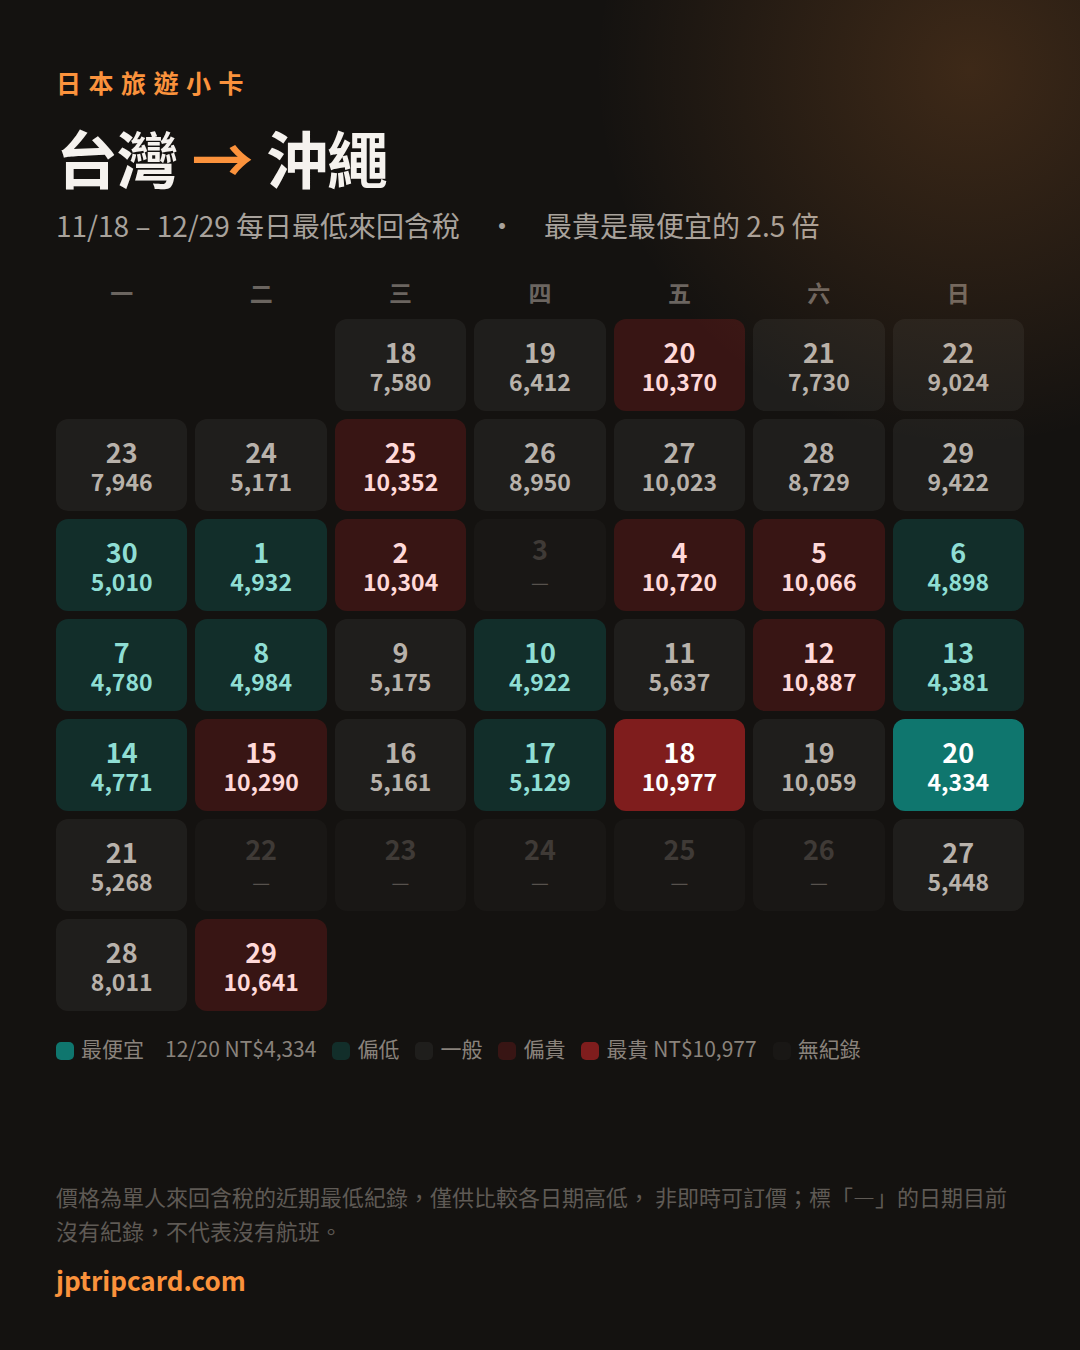 日本旅遊小卡
台灣 → 沖繩
11/18 – 12/29 每日最低來回含稅 ・ 最貴是最便宜的 2.5 倍
一 二 三 四 五 六 日
18 19 20 21 22
7,580 6,412 10,370 7,730 9,024
23 24 25 26 27 28 29
7,946 5,171 10,352 8,950 10,023 8,729 9,422
30 1 2 3 4 5 6
5,010 4,932 10,304 — 10,720 10,066 4,898
7 8 9 10 11 12 13
4,780 4,984 5,175 4,922 5,637 10,887 4,381
14 15 16 17 18 19 20
4,771 10,290 5,161 5,129 10,977 10,059 4,334
21 22 23 24 25 26 27
5,268 — — — — — 5,448
28 29
8,011 10,641
最便宜 12/20 NT$4,334 偏低 一般 偏貴 最貴 NT$10,977 無紀錄
價格為單人來回含稅的近期最低紀錄，僅供比較各日期高低， 非即時可訂價；標「—」的日期目前
沒有紀錄，不代表沒有航班。
jptripcard.com